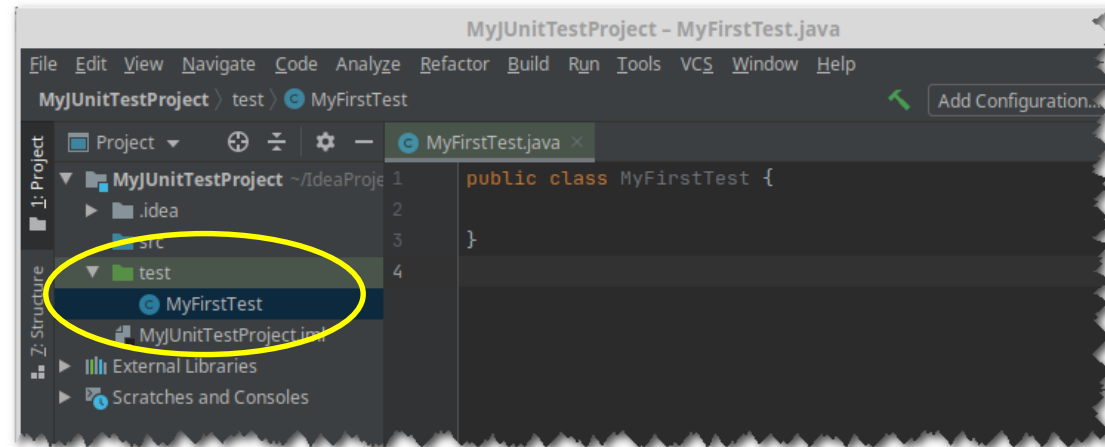 MyJUnitTestProject – MyFirstTest.java
File Edit View Navigate Code Analyze Refactor Build Run Tools VCS Window Help
MyJUnitTestProject 〉 test 〉 MyFirstTest
Add Configuration...
1: Project
Project
MyFirstTest.java
MyJUnitTestProject ~/IdeaProje
1 public class MyFirstTest {
.idea
2
src
3 }
test
4
MyFirstTest
MyJUnitTestProject.iml
External Libraries
Scratches and Consoles
Z: Structure